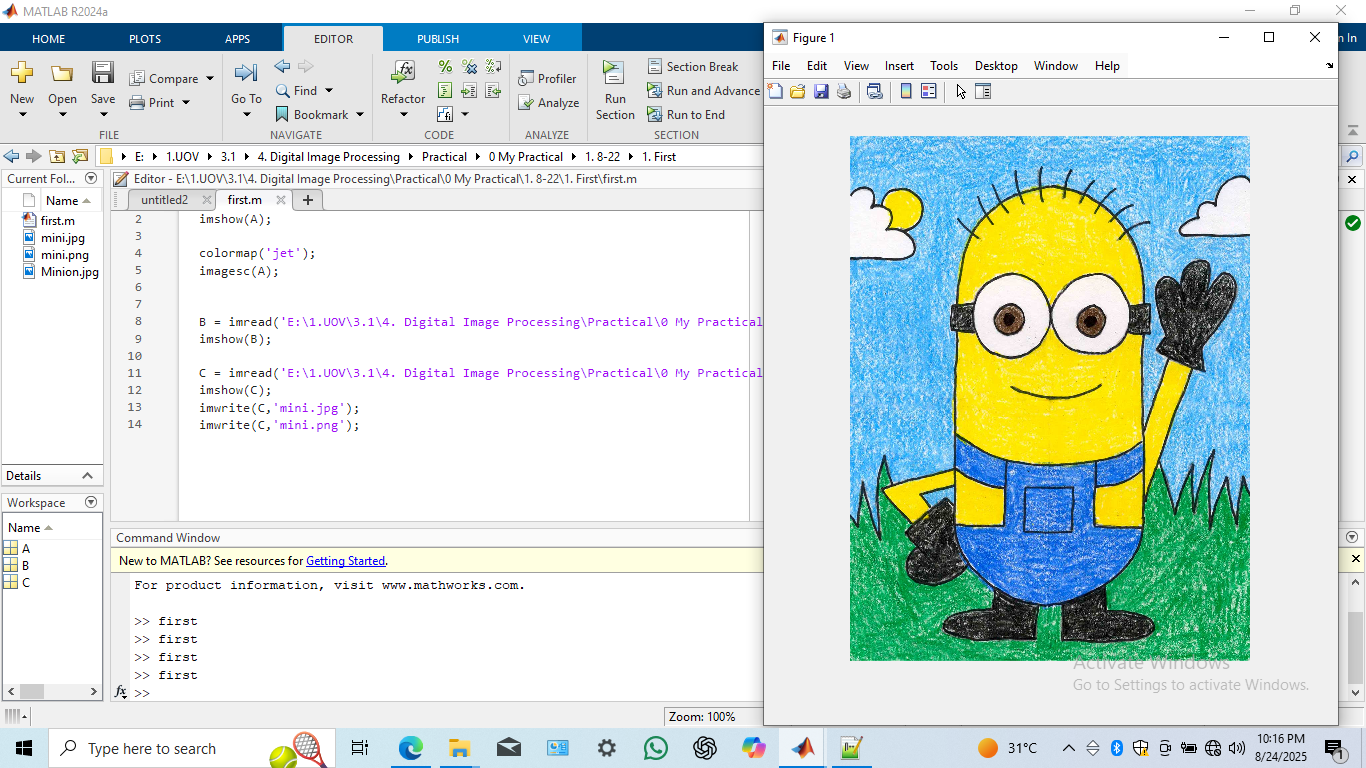 MATLAB R2024a
HOME PLOTS APPS EDITOR PUBLISH VIEW
New Open Save Compare Print
FILE
Go To Find Bookmark
NAVIGATE
Refactor
CODE
Profiler
Analyze
ANALYZE
Run Section
Section Break
Run and Advance
Run to End
SECTION
E: 1.UOV 3.1 4. Digital Image Processing Practical 0 My Practical 1. 8-22 1. First
Current Fol...
Name
first.m
mini.jpg
mini.png
Minion.jpg
Details
Workspace
Name
A
B
C
Editor - E:\1.UOV\3.1\4. Digital Image Processing\Practical\0 My Practical\1. 8-22\1. First\first.m
untitled2 first.m
2 imshow(A);
3
4 colormap('jet');
5 imagesc(A);
6
7
8 B = imread('E:\1.UOV\3.1\4. Digital Image Processing\Practical\0 My Practical
9 imshow(B);
10
11 C = imread('E:\1.UOV\3.1\4. Digital Image Processing\Practical\0 My Practical
12 imshow(C);
13 imwrite(C,'mini.jpg');
14 imwrite(C,'mini.png');
Command Window
New to MATLAB? See resources for Getting Started.
For product information, visit www.mathworks.com.
>> first
>> first
>> first
>> first
fx >>
Zoom: 100%
Figure 1
n In
File Edit View Insert Tools Desktop Window Help
Activate Windows
Go to Settings to activate Windows.
Type here to search
31°C
10:16 PM
8/24/2025
1